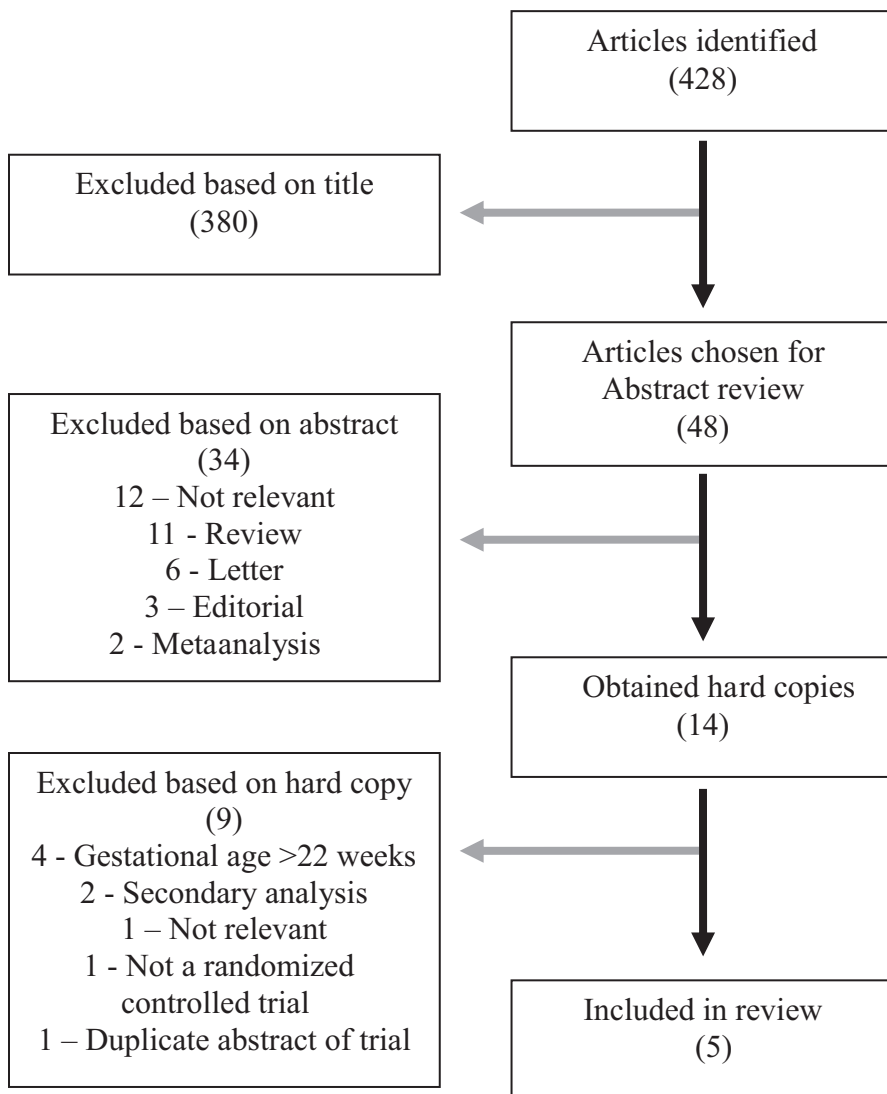 Articles identified
(428)
Excluded based on title
(380)
Articles chosen for
Abstract review
(48)
Excluded based on abstract
(34)
12 – Not relevant
11 - Review
6 - Letter
3 – Editorial
2 - Metaanalysis
Obtained hard copies
(14)
Excluded based on hard copy
(9)
4 - Gestational age >22 weeks
2 - Secondary analysis
1 – Not relevant
1 - Not a randomized
controlled trial
1 – Duplicate abstract of trial
Included in review
(5)